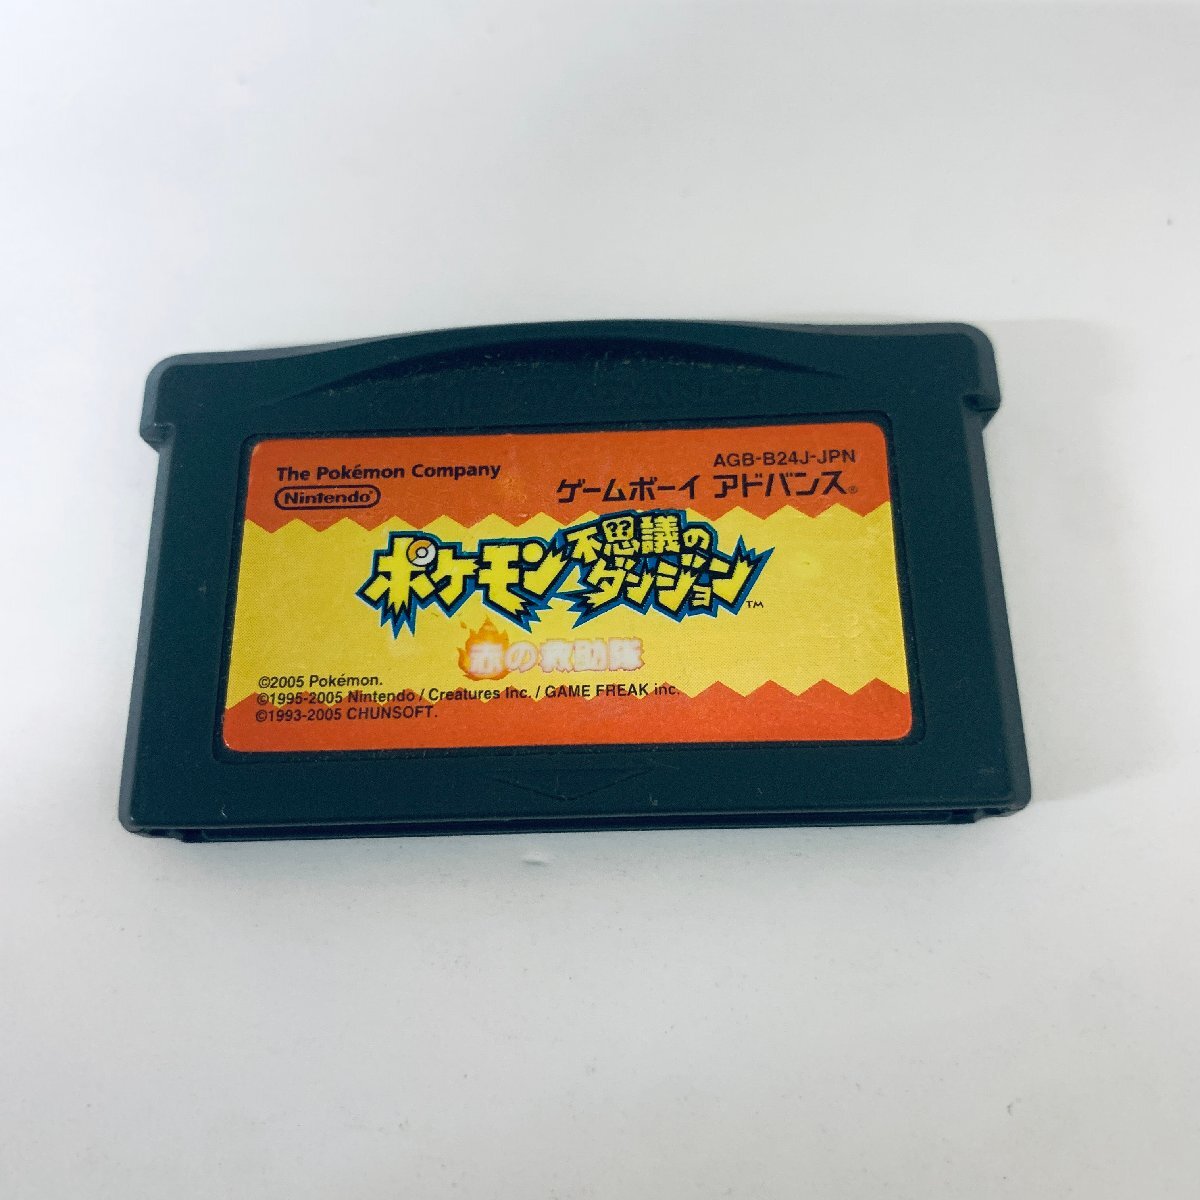 The Pokémon Company
Nintendo
AGB-B24J-JPN
ゲームボーイ アドバンス®
ポケモン不思議のダンジョン™
赤の救助隊
©2005 Pokémon.
©1995-2005 Nintendo / Creatures Inc. / GAME FREAK inc.
©1993-2005 CHUNSOFT.